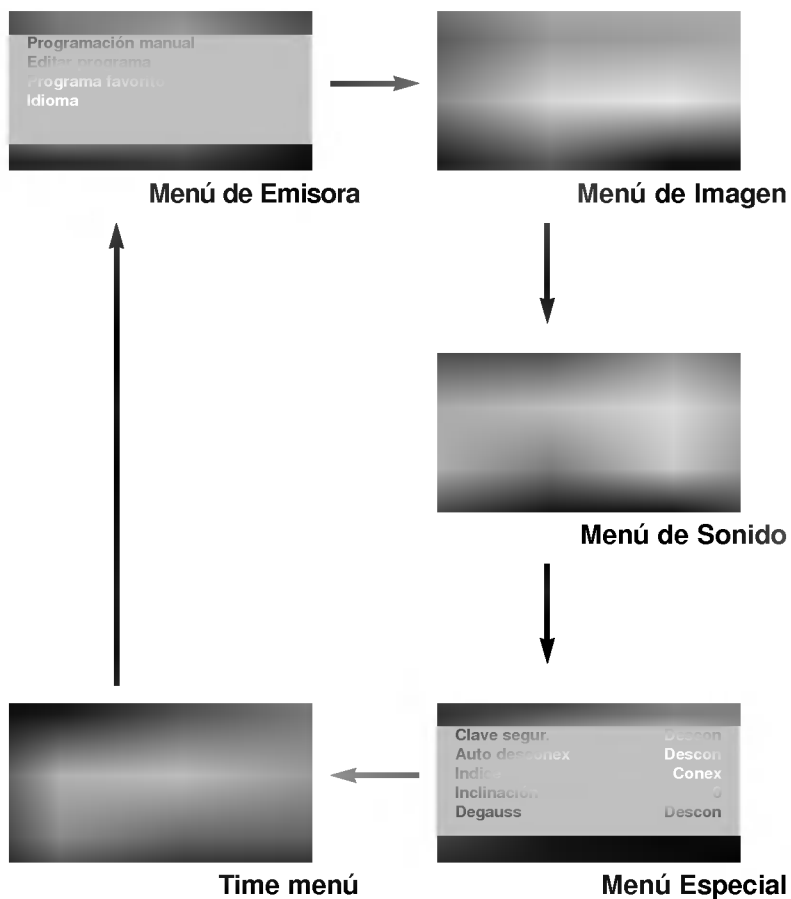 Programación manual
Editar programa
Programa favorito
Idioma
Menú de Emisora
Menú de Imagen
Menú de Sonido
Time menú
Clave segur. Descon
Auto desconex Descon
Conex
Inclinación
Degauss Descon
Menú Especial